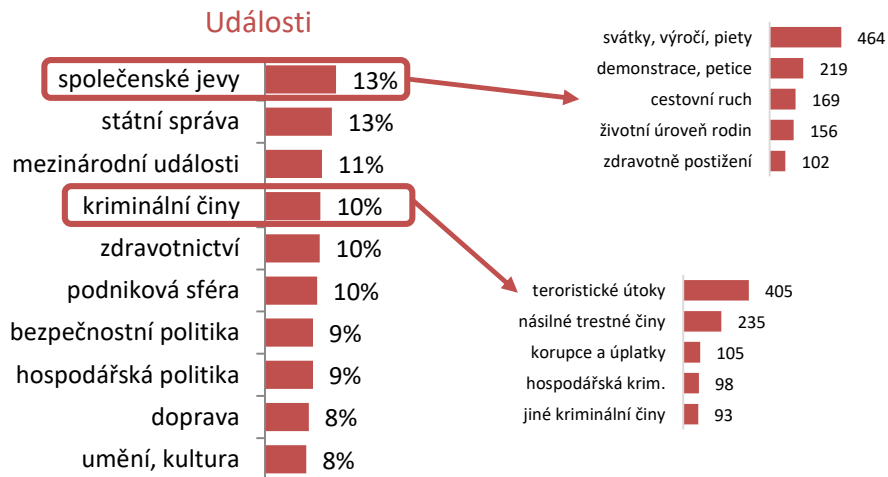 Události
společenské jevy 13%
státní správa 13%
mezinárodní události 11%
kriminální činy 10%
zdravotnictví 10%
podniková sféra 10%
bezpečnostní politika 9%
hospodářská politika 9%
doprava 8%
umění, kultura 8%
svátky, výročí, piety 464
demonstrace, petice 219
cestovní ruch 169
životní úroveň rodin 156
zdravotně postižení 102
teroristické útoky 405
násilné trestné činy 235
korupce a úplatky 105
hospodářská krim. 98
jiné kriminální činy 93